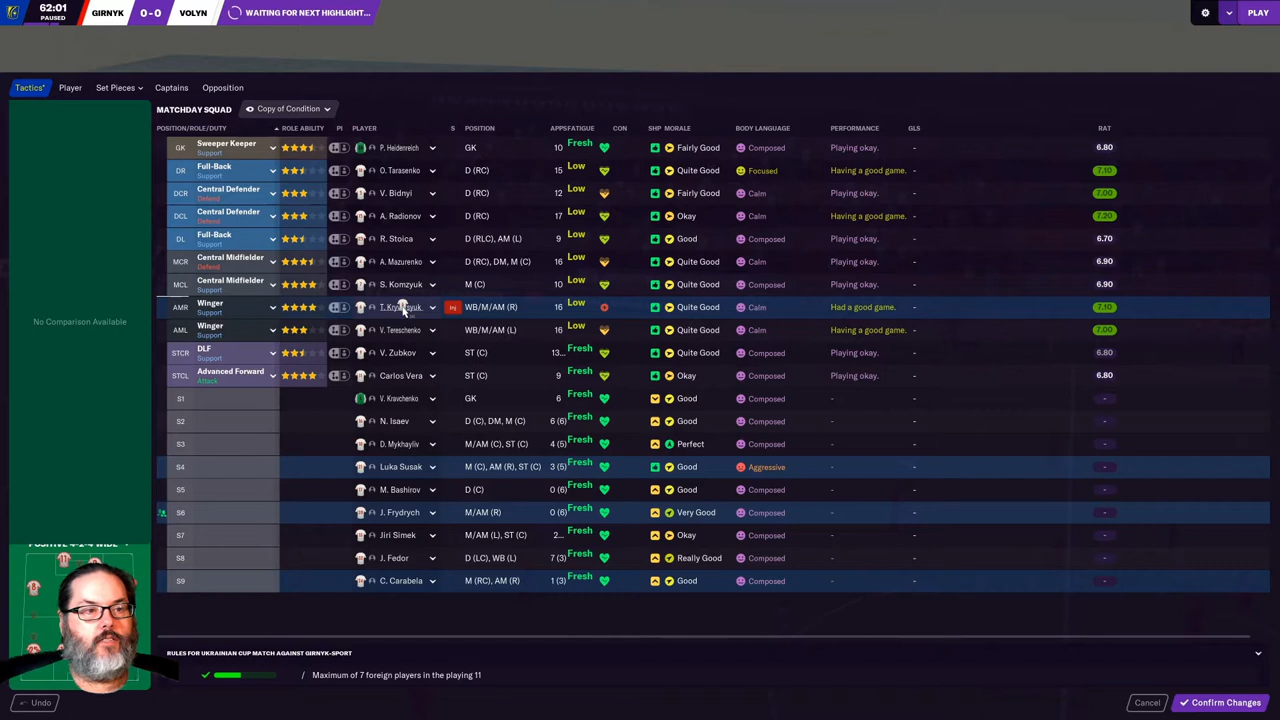 62:01
PAUSED
GIRNYK 0 - 0 VOLYN
WAITING FOR NEXT HIGHLIGHT...
PLAY
Tactics* Player Set Pieces Captains Opposition
MATCHDAY SQUAD Copy of Condition
POSITION/ROLE/DUTY ROLE ABILITY PI PLAYER S POSITION APPS FATIGUE CON SHP MORALE BODY LANGUAGE PERFORMANCE GLS RAT
GK Sweeper Keeper Support P. Heiderreich GK 10 Fresh Fairly Good Composed Playing okay. - 6.80
DR Full-Back Support O. Tarasenko D (RC) 15 Low Quite Good Focused Having a good game. - 7.10
DCR Central Defender Defend V. Bidnyi D (RC) 12 Low Fairly Good Calm Playing okay. - 7.00
DCL Central Defender Defend A. Radionov D (RC) 17 Low Okay Calm Having a good game. - 7.20
DL Full-Back Support R. Stoica D (RLC), AM (L) 9 Low Good Composed Playing okay. - 6.70
MCR Central Midfielder Defend A. Mazurenko D (RC), DM, M (C) 16 Low Quite Good Composed Playing okay. - 6.90
MCL Central Midfielder Support S. Komzyuk M (C) 10 Low Quite Good Composed Playing okay. - 6.90
AMR Winger Support Inj WB/M/AM (R) 16 Low Quite Good Calm Had a good game. - 7.10
AML Winger Support V. Tereschenko WB/M/AM (L) 16 Low Quite Good Calm Having a good game. - 7.00
STCR DLF Support V. Zubkov ST (C) 13... Fresh Quite Good Composed Playing okay. - 6.80
STCL Advanced Forward Attack Carlos Vera ST (C) 9 Fresh Okay Composed Playing okay. - 6.80
S1 V. Kravchenko GK 6 Fresh Good Composed - - -
S2 N. Isaev D (C), DM, M (C) 6 (6) Fresh Good Composed - - -
S3 D. Mykhayliv M/AM (C), ST (C) 4 (5) Fresh Perfect Composed - - -
S4 Luka Susak M (C), AM (R), ST (C) 3 (5) Fresh Good Aggressive - - -
S5 M. Bashirov D (C) 0 (6) Fresh Good Composed - - -
S6 J. Frydrych M/AM (R) 0 (6) Fresh Very Good Composed - - -
S7 Jiri Simek M/AM (L), ST (C) 2... Fresh Okay Composed - - -
S8 J. Fedor D (LC), WB (L) 7 (3) Fresh Really Good Composed - - -
S9 C. Carabela M (RC), AM (R) 1 (3) Fresh Good Composed - - -
No Comparison Available
POSITIVE 4-2-4 WIDE
11
8
RULES FOR UKRAINIAN CUP MATCH AGAINST GIRNYK-SPORT
/ Maximum of 7 foreign players in the playing 11
Undo
Cancel
Confirm Changes